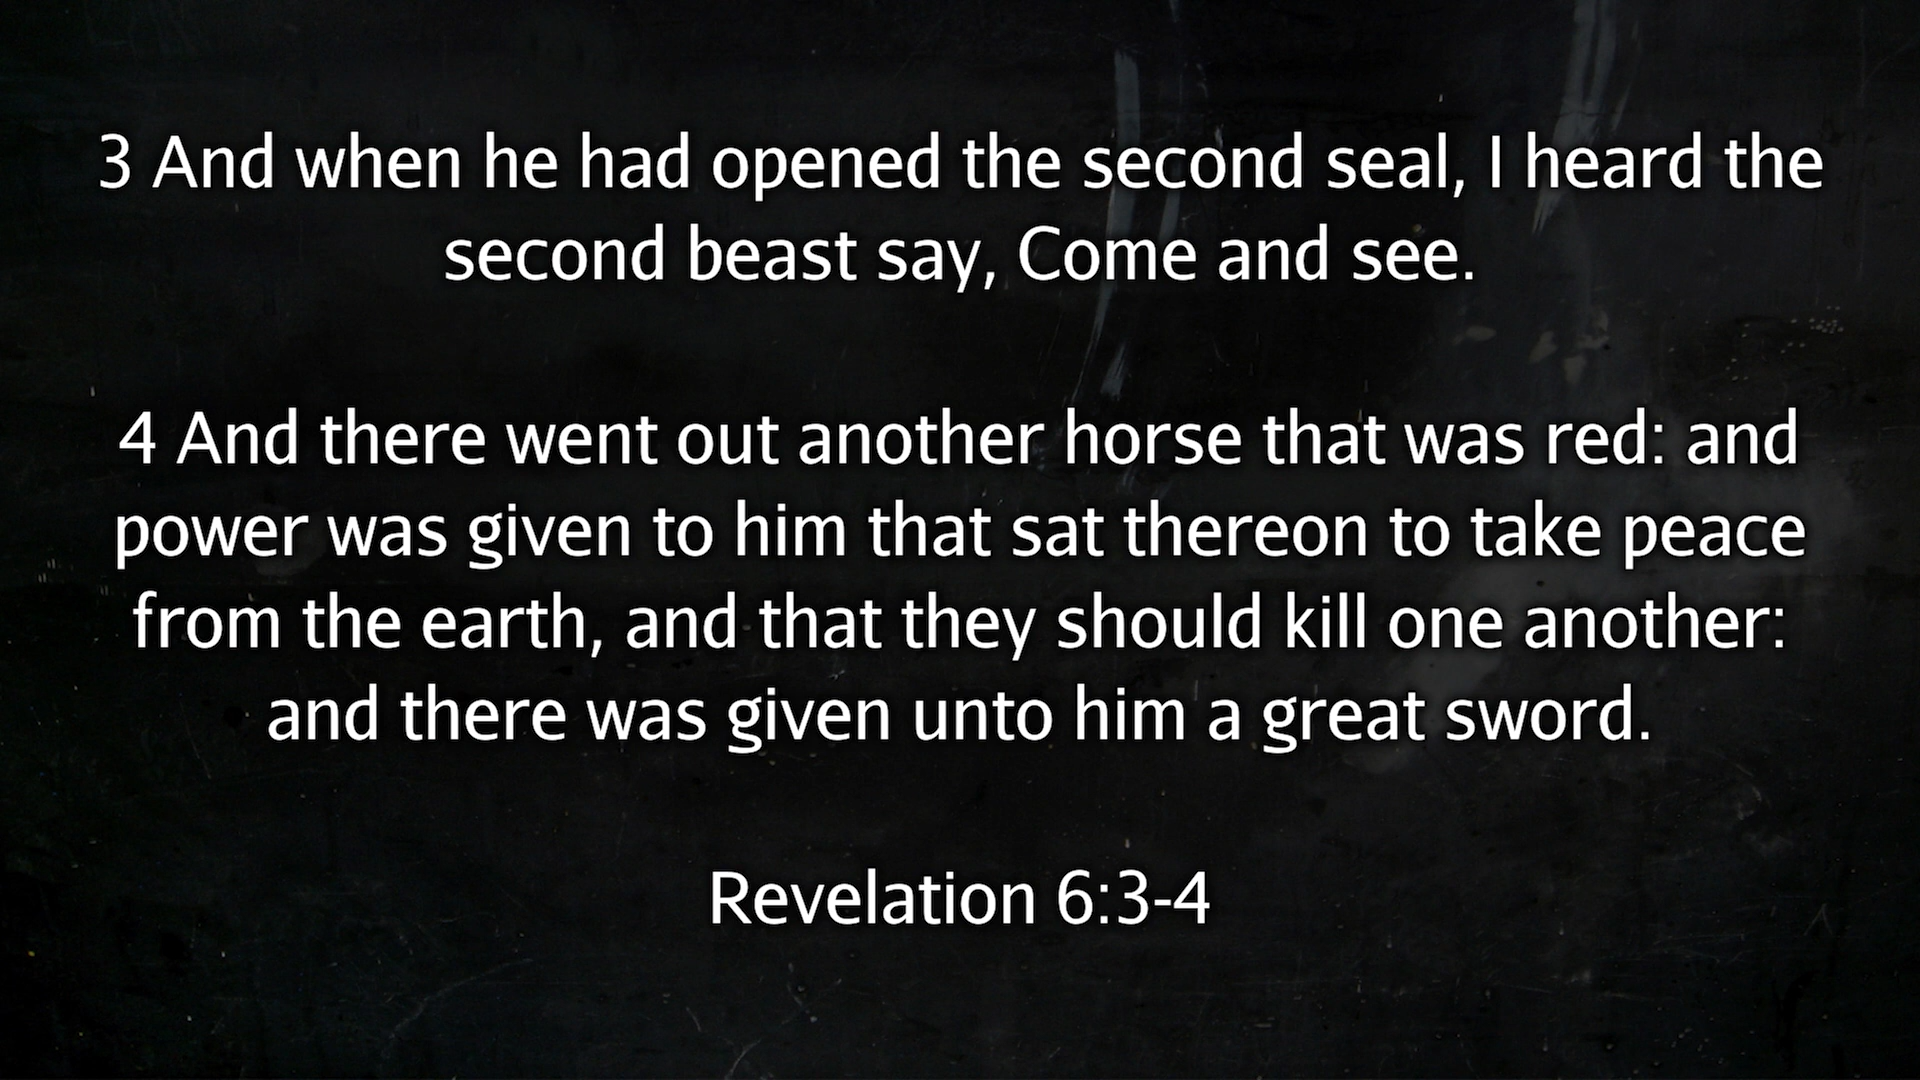 3 And when he had opened the second seal, I heard the
second beast say, Come and see.
4 And there went out another horse that was red: and
power was given to him that sat thereon to take peace
from the earth, and that they should kill one another:
and there was given unto him a great sword.
Revelation 6:3-4